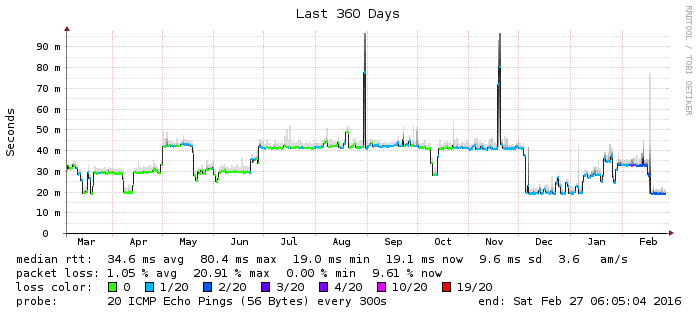 Last 360 Days
RRDTOOL / TOBI OETIKER
Seconds
90 m
80 m
70 m
60 m
50 m
40 m
30 m
20 m
10 m
0
Mar Apr May Jun Jul Aug Sep Oct Nov Dec Jan Feb
median rtt: 34.6 ms avg 80.4 ms max 19.0 ms min 19.1 ms now 9.6 ms sd 3.6 am/s
packet loss: 1.05 % avg 20.91 % max 0.00 % min 9.61 % now
loss color: 0 1/20 2/20 3/20 4/20 10/20 19/20
probe: 20 ICMP Echo Pings (56 Bytes) every 300s end: Sat Feb 27 06:05:04 2016